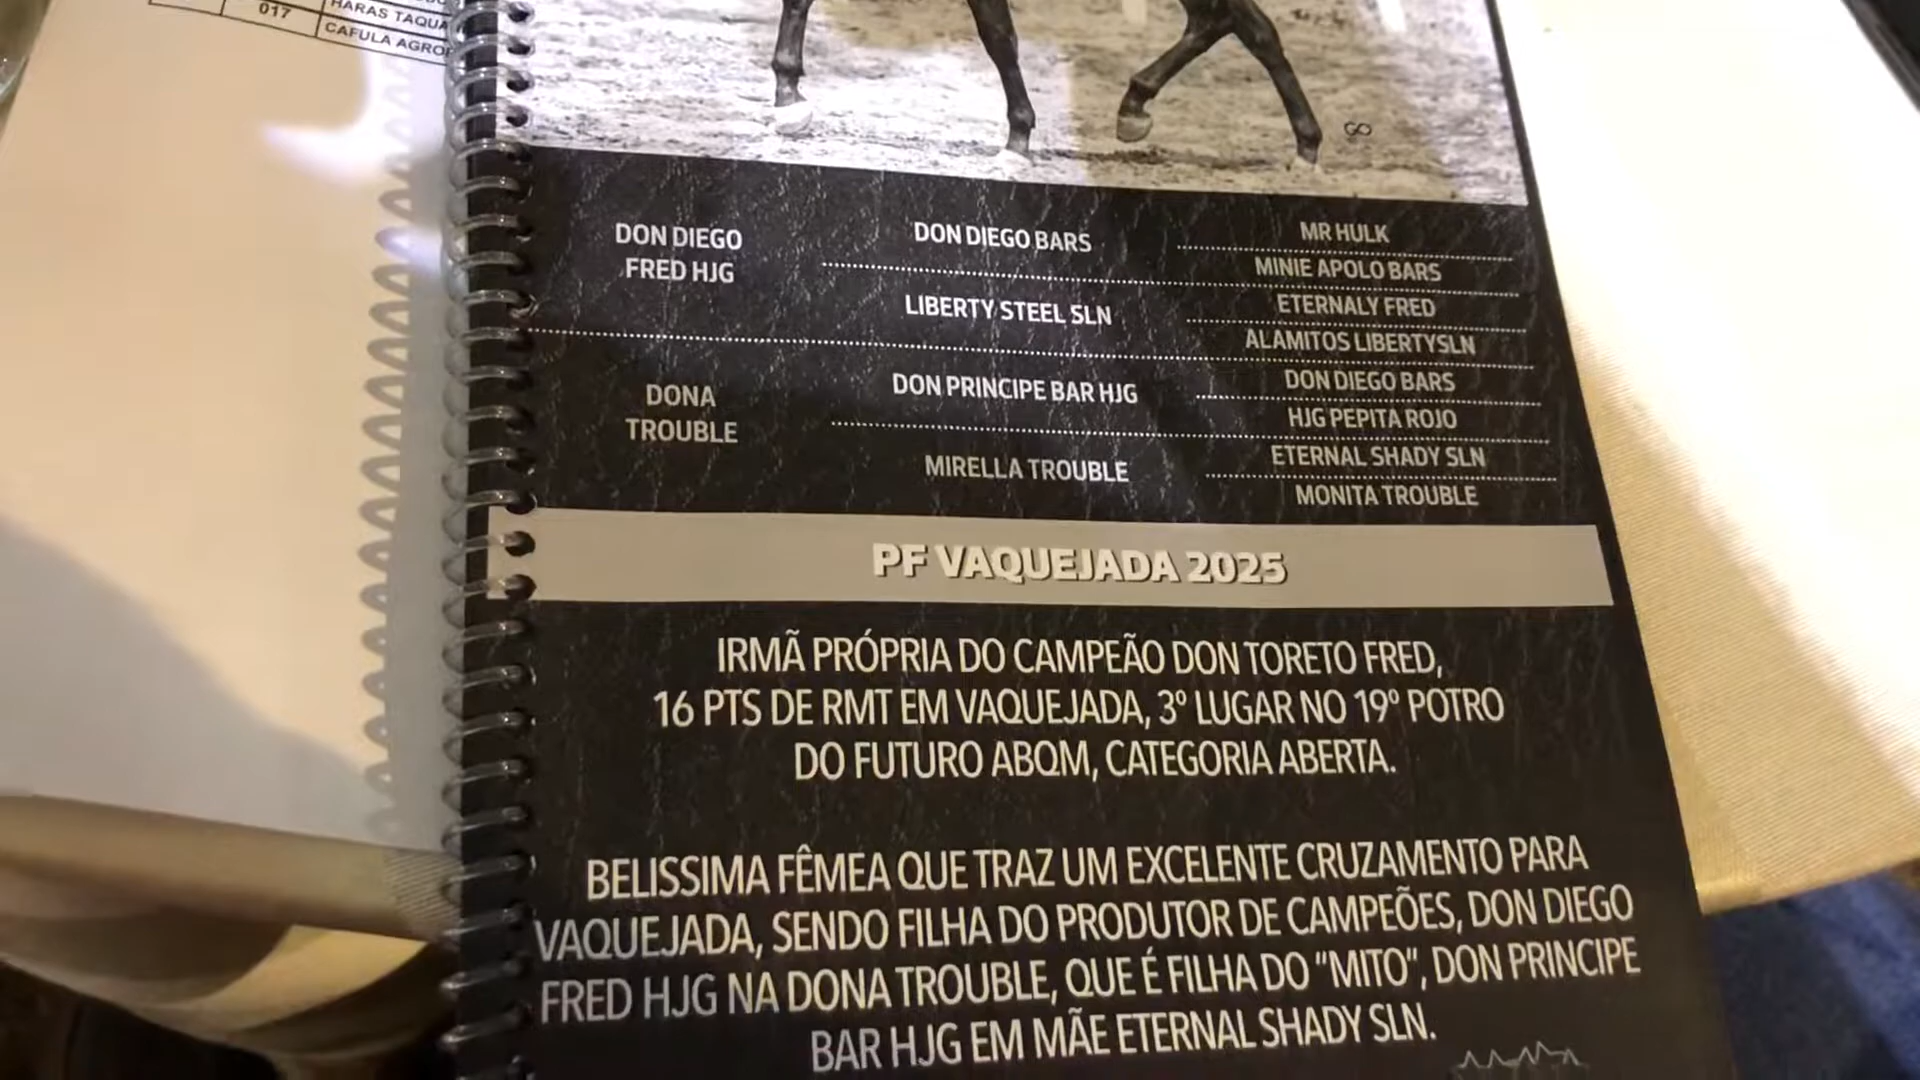 017
HARAS TAQUA
CAFULA AGRO
DON DIEGO
FRED HJG
DON DIEGO BARS
LIBERTY STEEL SLN
MR HULK
MINIE APOLO BARS
ETERNALY FRED
ALAMITOS LIBERTYSLN
DONA
TROUBLE
DON PRINCIPE BAR HJG
MIRELLA TROUBLE
DON DIEGO BARS
HJG PEPITA ROJO
ETERNAL SHADY SLN
MONITA TROUBLE
PF VAQUEJADA 2025
IRMÃ PRÓPRIA DO CAMPEÃO DON TORETO FRED,
16 PTS DE RMT EM VAQUEJADA, 3º LUGAR NO 19º POTRO
DO FUTURO ABQM, CATEGORIA ABERTA.
BELISSIMA FÊMEA QUE TRAZ UM EXCELENTE CRUZAMENTO PARA
VAQUEJADA, SENDO FILHA DO PRODUTOR DE CAMPEÕES, DON DIEGO
FRED HJG NA DONA TROUBLE, QUE É FILHA DO "MITO", DON PRINCIPE
BAR HJG EM MÃE ETERNAL SHADY SLN.